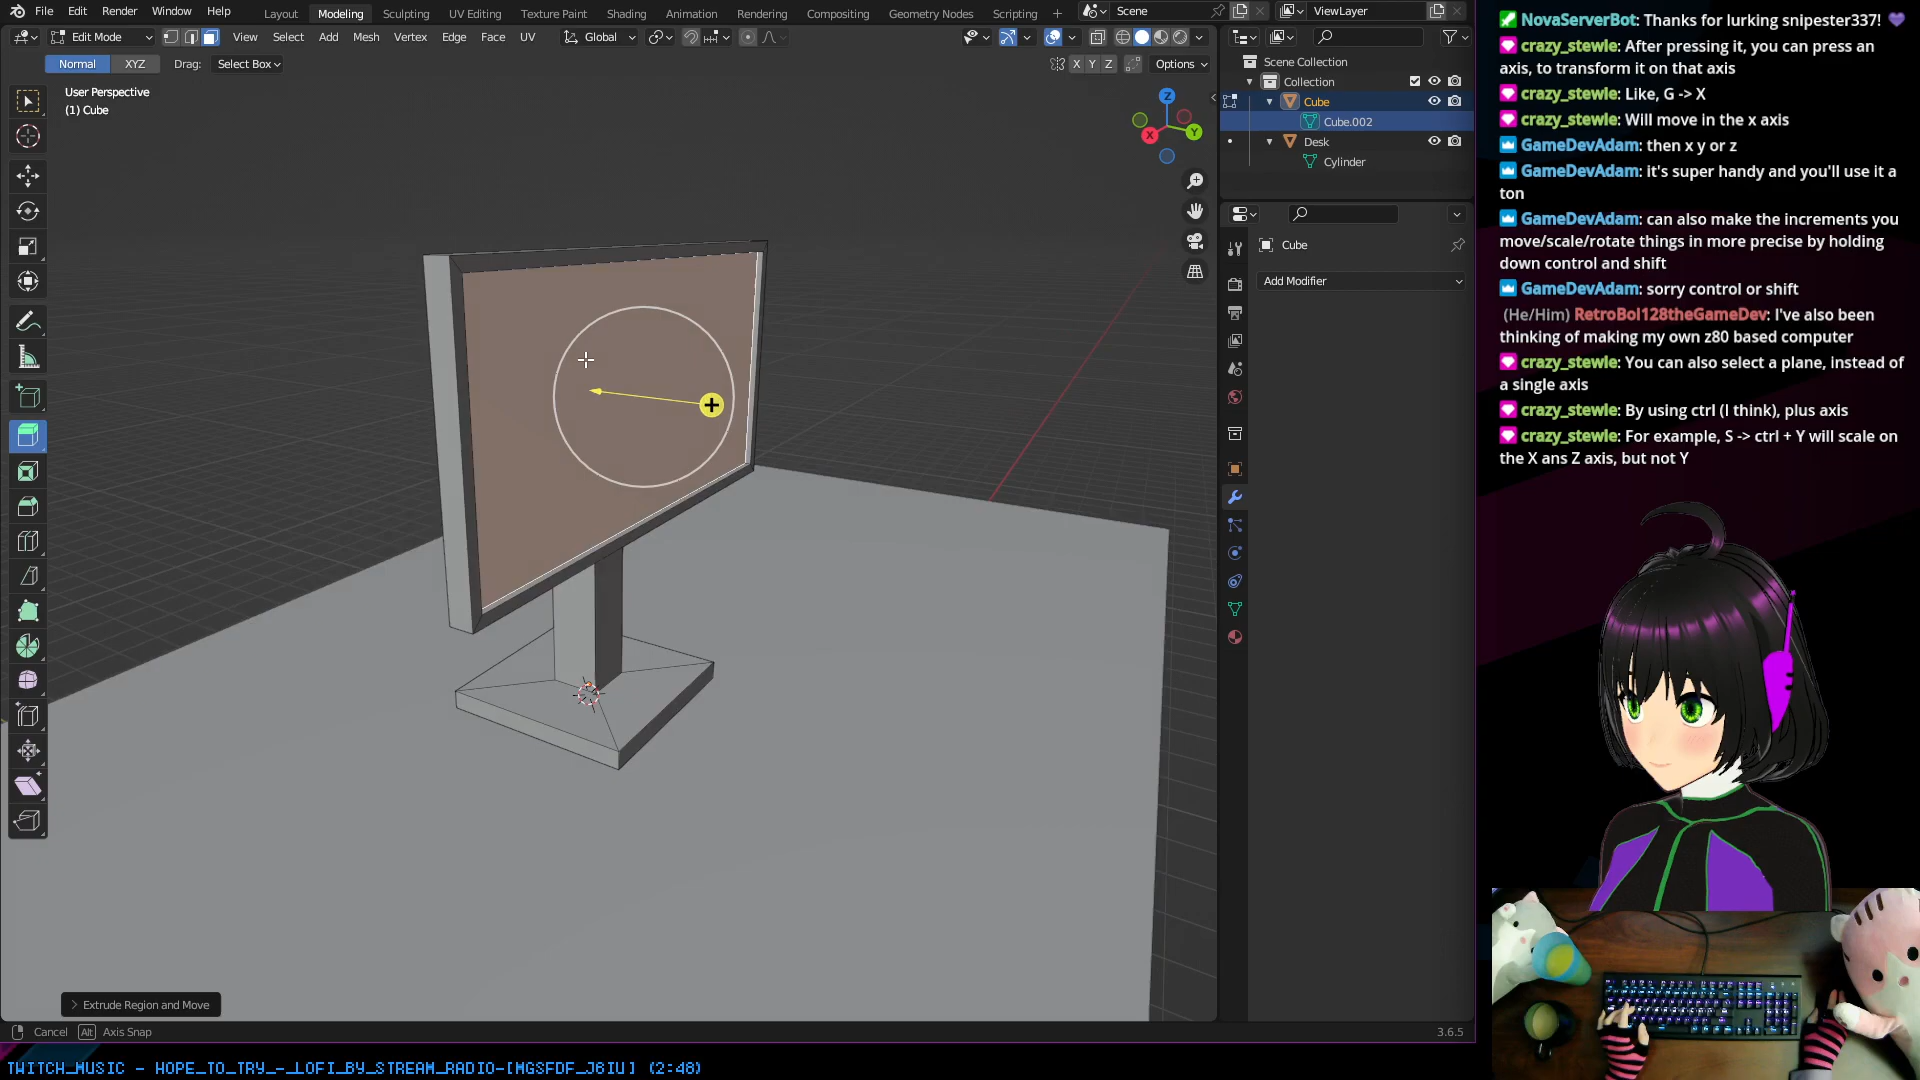 File Edit Render Window Help Layout Modeling Sculpting UV Editing Texture Paint Shading Animation Rendering Compositing Geometry Nodes Scripting + Scene ViewLayer
Edit Mode View Select Add Mesh Vertex Edge Face UV Global
Normal XYZ Drag: Select Box X Y Z Options
User Perspective
(1) Cube
Z
X Y
Scene Collection
Collection
Cube
Cube.002
Desk
Cylinder
Cube
Add Modifier
Extrude Region and Move
Cancel Alt Axis Snap 3.6.5
NovaServerBot: Thanks for lurking snipester337!
crazy_stewie: After pressing it, you can press an
axis, to transform it on that axis
crazy_stewie: Like, G -> X
crazy_stewie: Will move in the x axis
GameDevAdam: then x y or z
GameDevAdam: it's super handy and you'll use it a
ton
GameDevAdam: can also make the increments you
move/scale/rotate things in more precise by holding
down control and shift
GameDevAdam: sorry control or shift
(He/Him) RetroBol128theGameDev: I've also been
thinking of making my own z80 based computer
crazy_stewie: You can also select a plane, instead of
a single axis
crazy_stewie: By using ctrl (I think), plus axis
crazy_stewie: For example, S -> ctrl + Y will scale on
the X ans Z axis, but not Y
TWITCH_MUSIC - HOPE_TO_TRY_-_LOFI_BY_STREAM_RADIO-[MGSFDF_J6IU] (2:48)